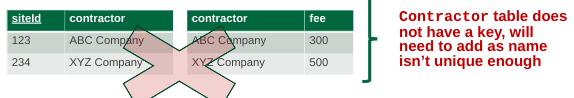 siteId contractor contractor fee
123 ABC Company ABC Company 300
234 XYZ Company XYZ Company 500
Contractor table does
not have a key, will
need to add as name
isn't unique enough